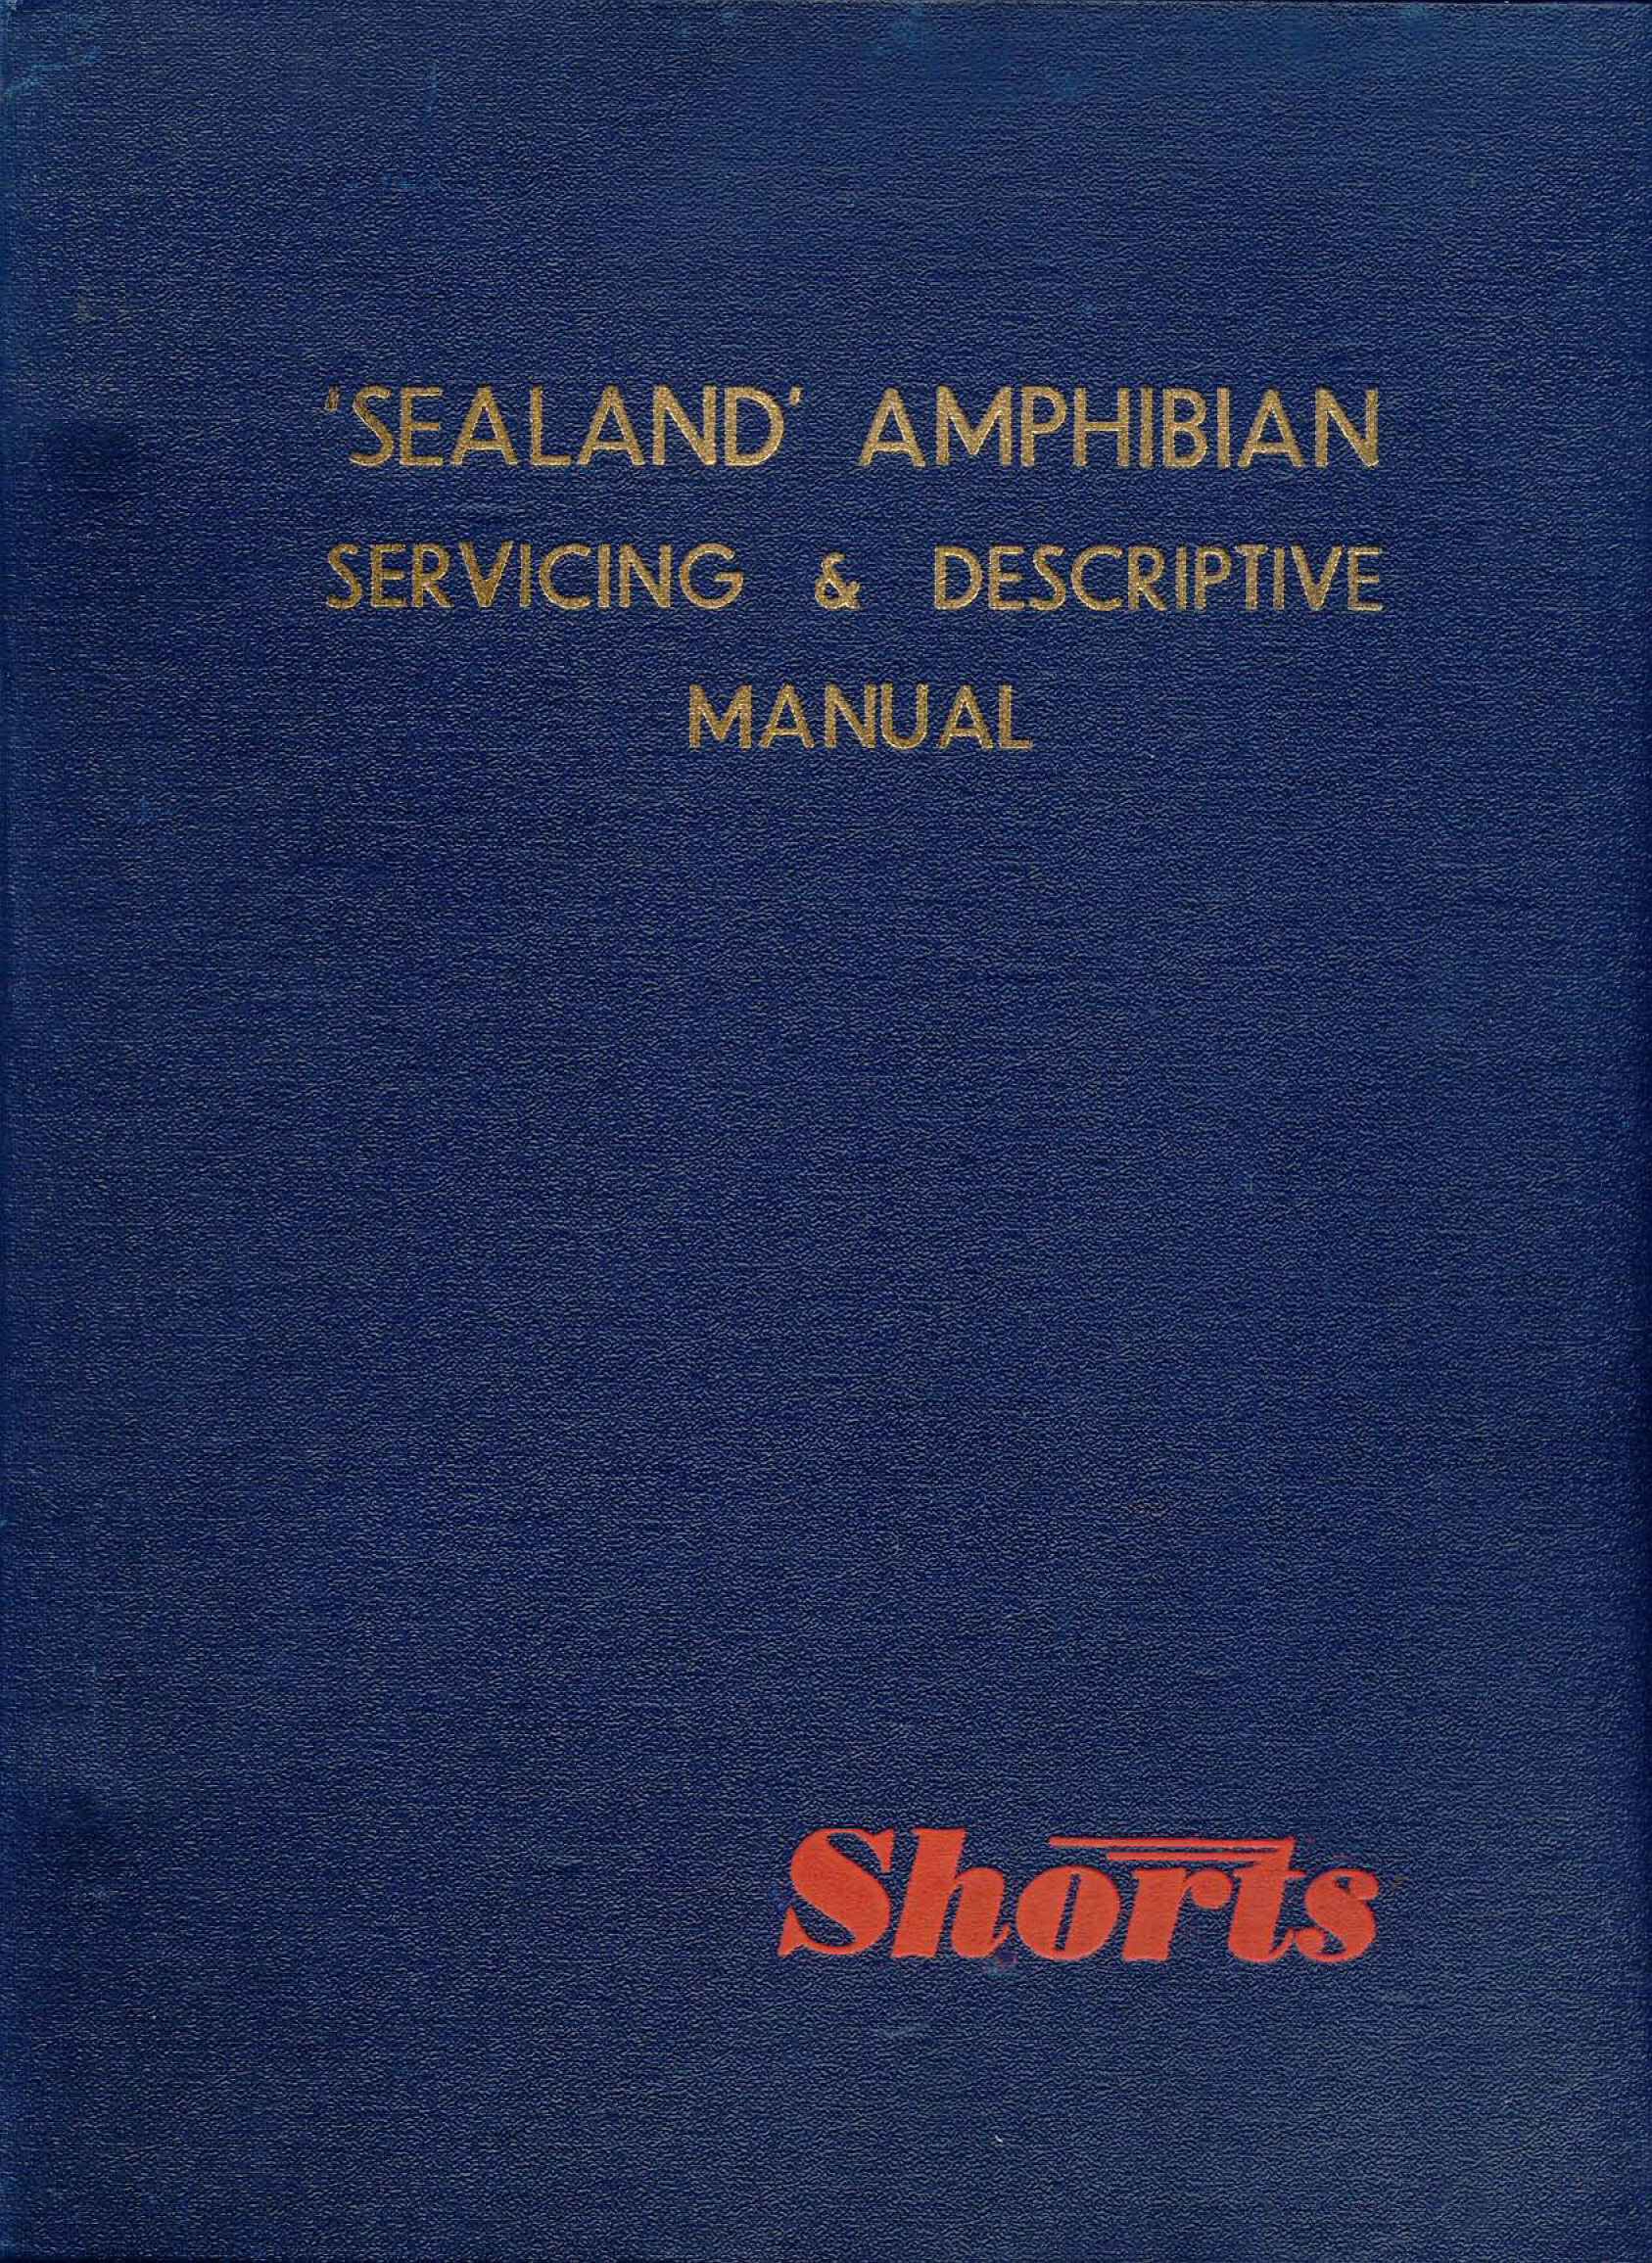 'SEALAND' AMPHIBIAN
SERVICING & DESCRIPTIVE
MANUAL
Shorts